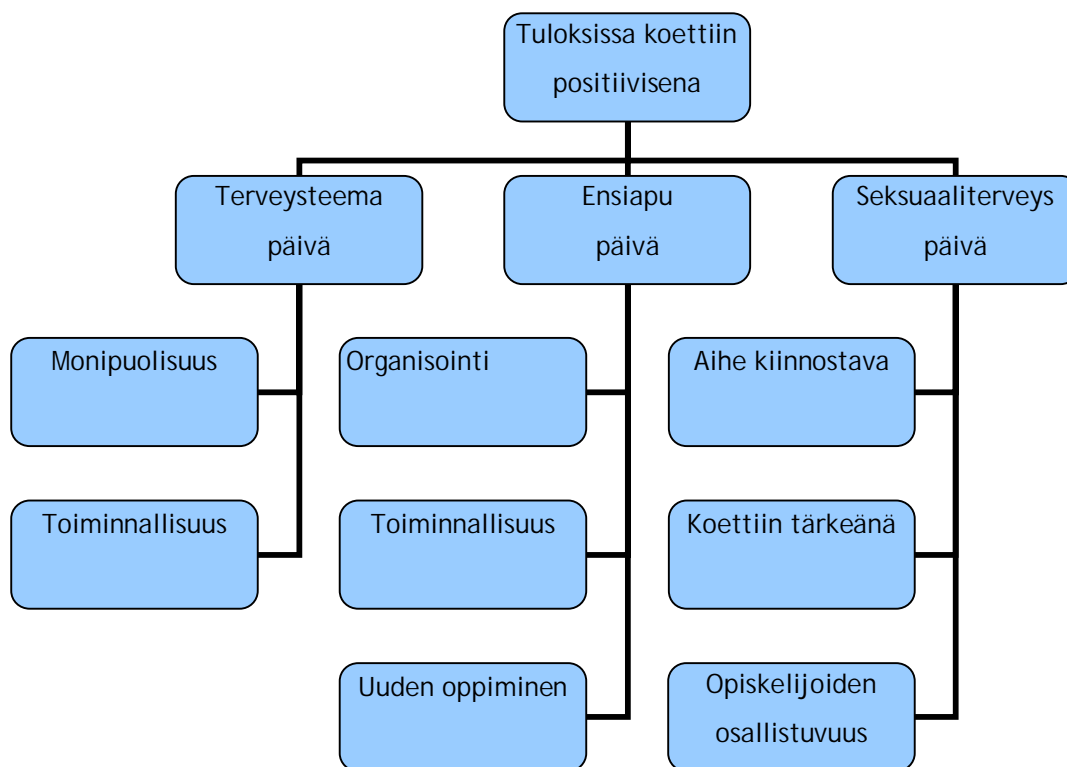 Tuloksissa koettiin
positiivisena
Terveysteema
päivä
Ensiapu
päivä
Seksuaaliterveys
päivä
Monipuolisuus
Organisointi
Aihe kiinnostava
Toiminnallisuus
Toiminnallisuus
Koettiin tärkeänä
Uuden oppiminen
Opiskelijoiden
osallistuvuus